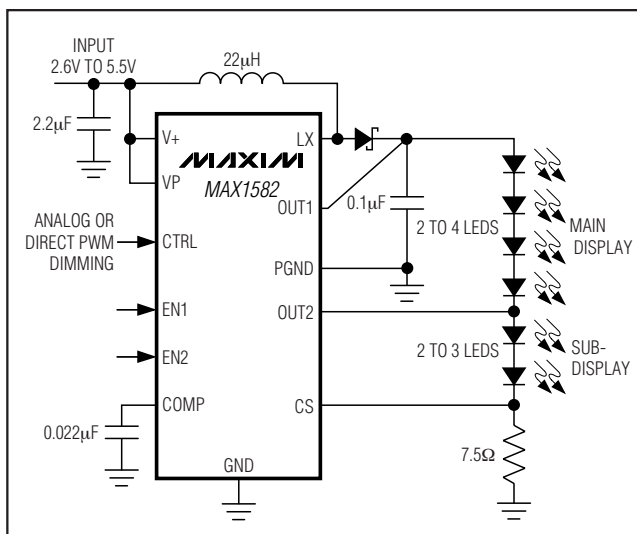 INPUT
2.6V TO 5.5V
22μH
2.2μF
V+
LX
MAXIM
MAX1582
VP
OUT1
0.1μF
2 TO 4 LEDS
MAIN
DISPLAY
ANALOG OR
DIRECT PWM
DIMMING
CTRL
PGND
EN1
OUT2
EN2
2 TO 3 LEDS
SUB-
DISPLAY
COMP
CS
0.022μF
7.5Ω
GND